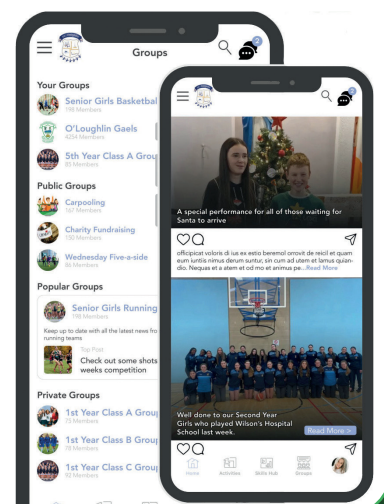 Groups
2
Your Groups
Senior Girls Basketbal
198 Members
O'Loughlin Gaels
4254 Members
5th Year Class A Grou
83 Members
Public Groups
Carpooling
167 Members
Charity Fundraising
130 Members
Wednesday Five-a-side
86 Members
Popular Groups
Senior Girls Running
198 Members
Keep up to date with all the latest news fro
running teams
Top Post
Check out some shots
weeks competition
Private Groups
1st Year Class A Group
73 Members
1st Year Class B Group
78 Members
1st Year Class C Group
92 Members
2
A special performance for all of those waiting for
Santa to arrive
officipicat voloris di ius ex estio beremol orrovit de reicil et quam
eum iuntiis nimus derum suntur, sin cum ad utem et lamus quian-
dio. Nequas et a atem et od mo et animus pe...Read More
Well done to our Second Year
Girls who played Wilson's Hospital
School last week.
Read More >
Home
Activities
Skills Hub
Groups